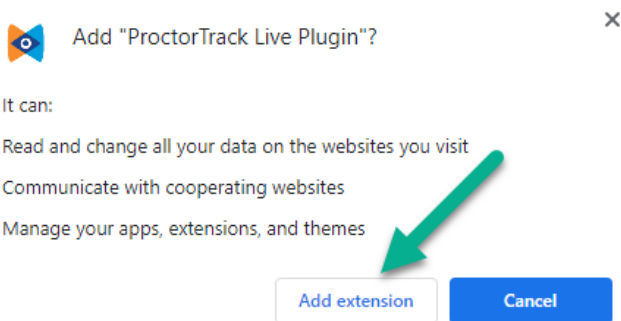 Add "ProctorTrack Live Plugin"?
It can:
Read and change all your data on the websites you visit
Communicate with cooperating websites
Manage your apps, extensions, and themes
Add extension
Cancel